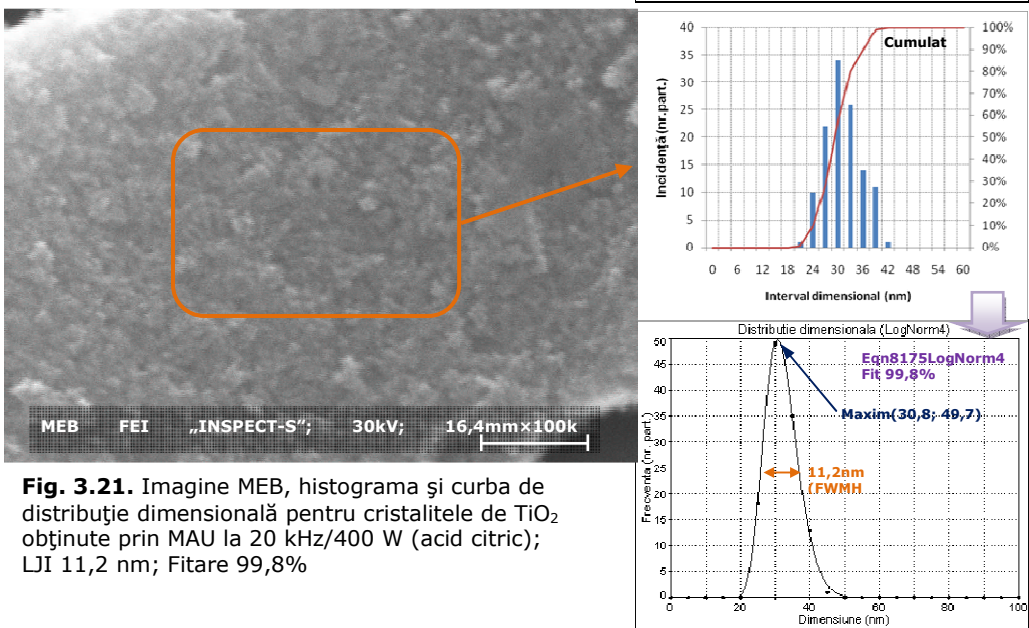 MEB FEI „INSPECT-S”; 30kV; 16,4mm×100k
Fig. 3.21. Imagine MEB, histograma şi curba de
distribuţie dimensională pentru cristalitele de TiO₂
obţinute prin MAU la 20 kHz/400 W (acid citric);
LJI 11,2 nm; Fitare 99,8%
Cumulat
Incidență (nr.part.)
40
35
30
25
20
15
10
5
0
100%
90%
80%
70%
60%
50%
40%
30%
20%
10%
0%
0 6 12 18 24 30 36 42 48 54 60
Interval dimensional (nm)
Distributie dimensionala (LogNorm4)
Eqn8175LogNorm4
Fit 99,8%
Maxim(30,8; 49,7)
11,2nm
(FWMH
Frecventa (nr.part.)
50
45
40
35
30
25
20
15
10
5
0
0 20 40 60 80 100
Dimensiune (nm)